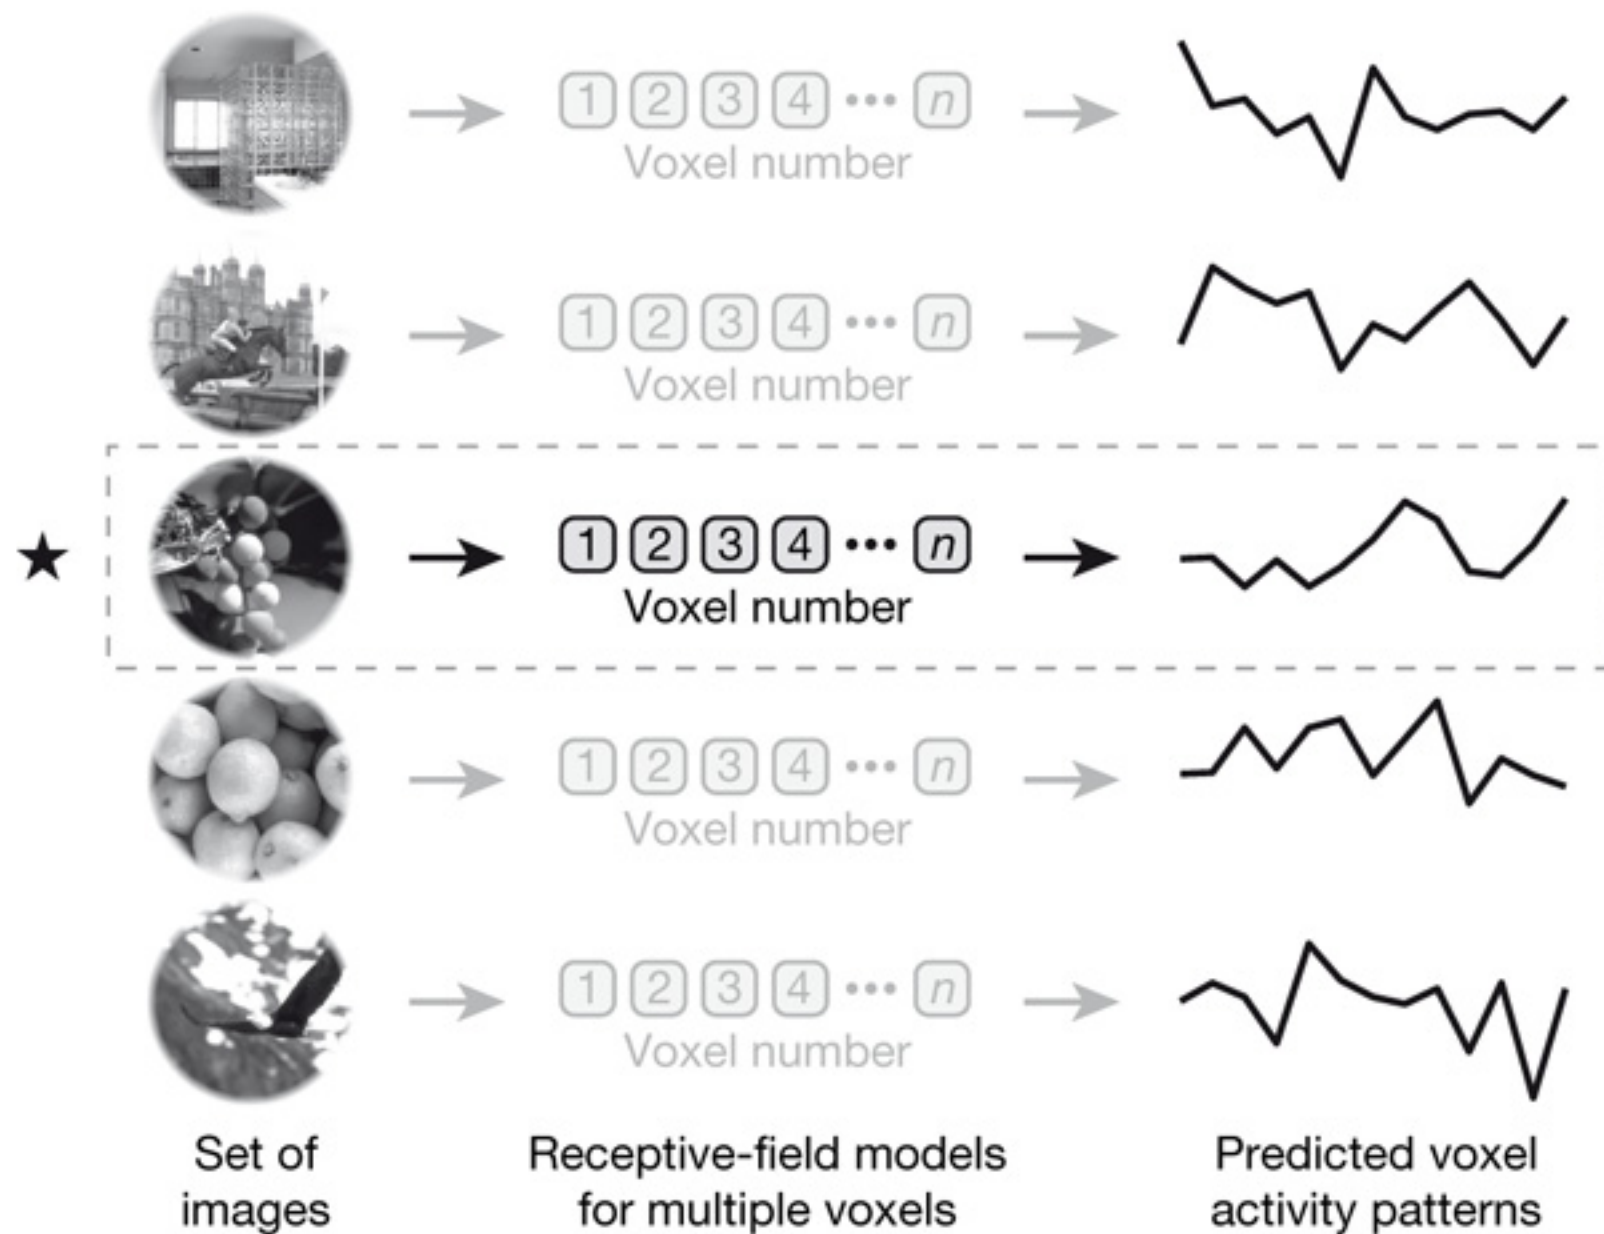 1 2 3 4 ••• n
Voxel number
1 2 3 4 ••• n
Voxel number
1 2 3 4 ••• n
Voxel number
1 2 3 4 ••• n
Voxel number
1 2 3 4 ••• n
Voxel number
Set of
images
Receptive-field models
for multiple voxels
Predicted voxel
activity patterns